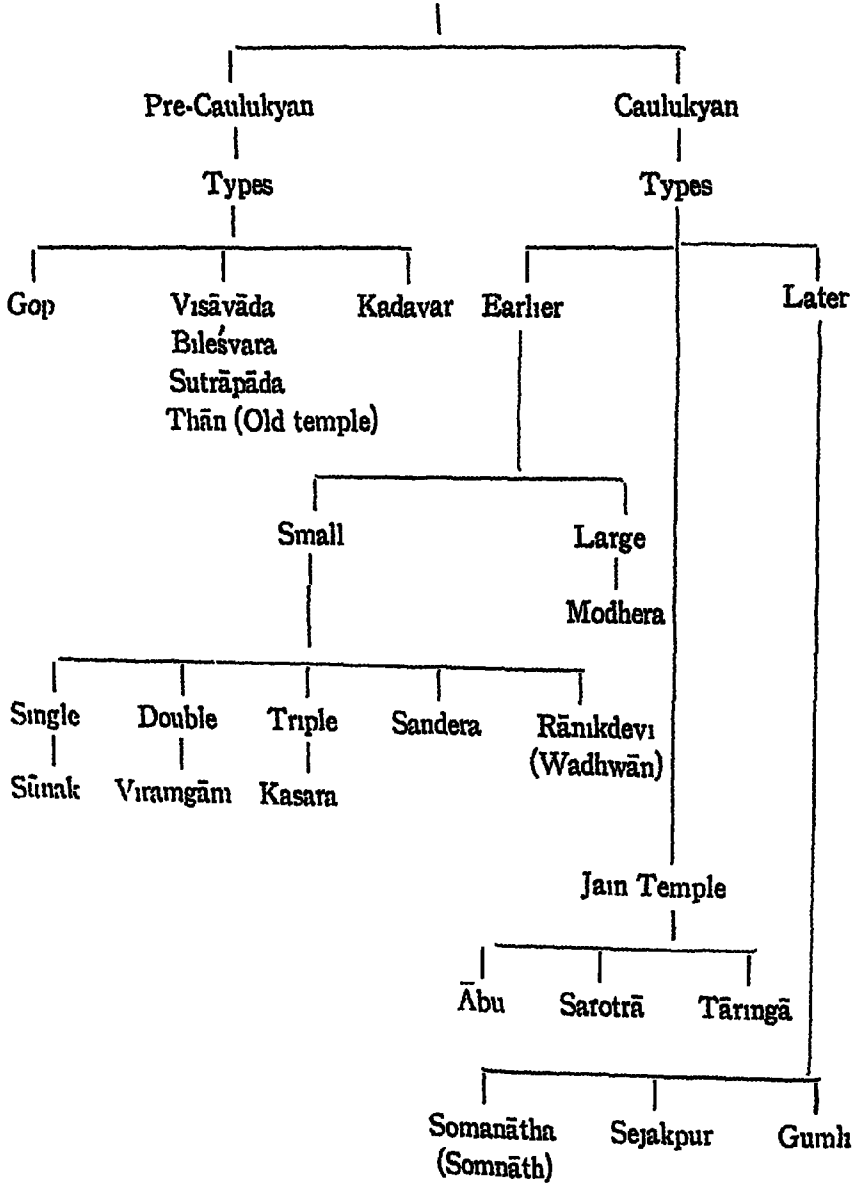 Pre-Caulukyan Caulukyan
Types Types
Gop Visāvāda Kadavar Earlier Later
Bileśvara
Sutrāpāda
Thān (Old temple)
Small Large
Modhera
Single Double Triple Sandera Rānikdevi
(Wadhwān)
Sūnak Viramgām Kasara
Jain Temple
Ābu Sarotrā Tāringā
Somanātha Sejakpur Gumli
(Somnāth)